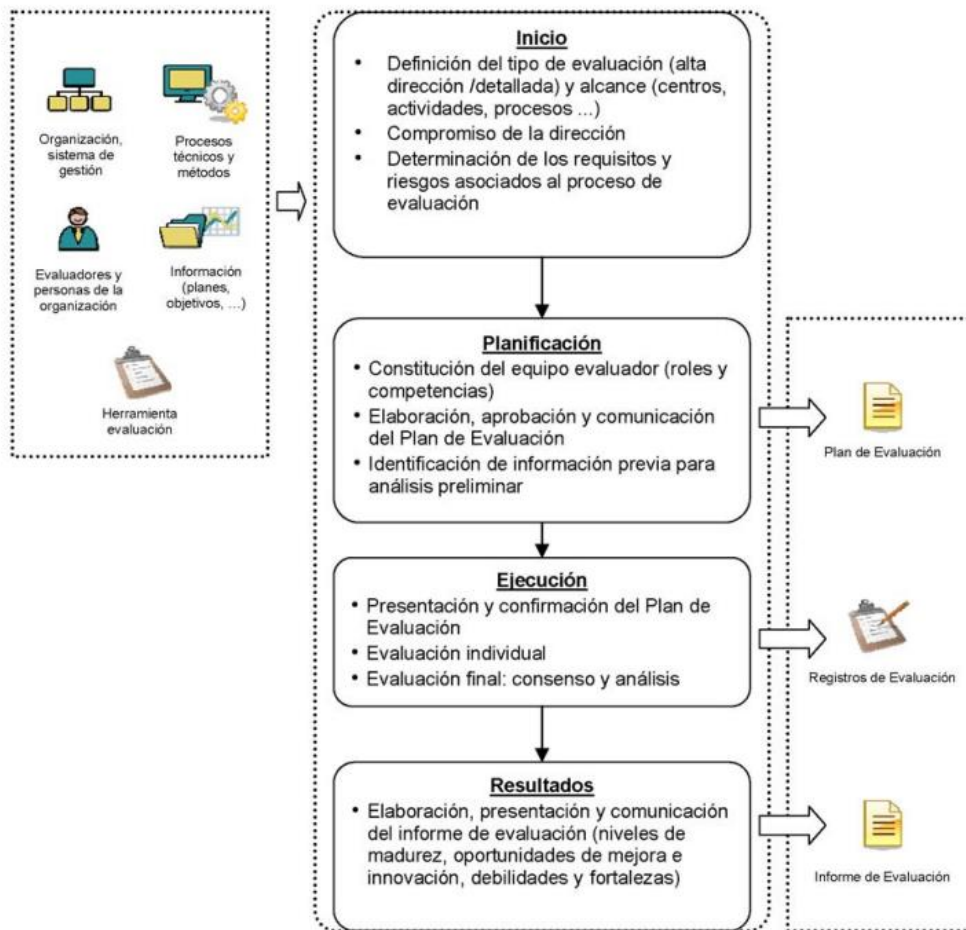 Organización,
sistema de
gestión
Procesos
técnicos y
métodos
Evaluadores y
personas de la
organización
Información
(planes,
objetivos, ...)
Herramienta
evaluación
Inicio
• Definición del tipo de evaluación (alta
dirección /detallada) y alcance (centros,
actividades, procesos ...)
• Compromiso de la dirección
• Determinación de los requisitos y
riesgos asociados al proceso de
evaluación
Planificación
• Constitución del equipo evaluador (roles y
competencias)
• Elaboración, aprobación y comunicación
del Plan de Evaluación
• Identificación de información previa para
análisis preliminar
Plan de Evaluación
Ejecución
• Presentación y confirmación del Plan de
Evaluación
• Evaluación individual
• Evaluación final: consenso y análisis
Registros de Evaluación
Resultados
• Elaboración, presentación y comunicación
del informe de evaluación (niveles de
madurez, oportunidades de mejora e
innovación, debilidades y fortalezas)
Informe de Evaluación